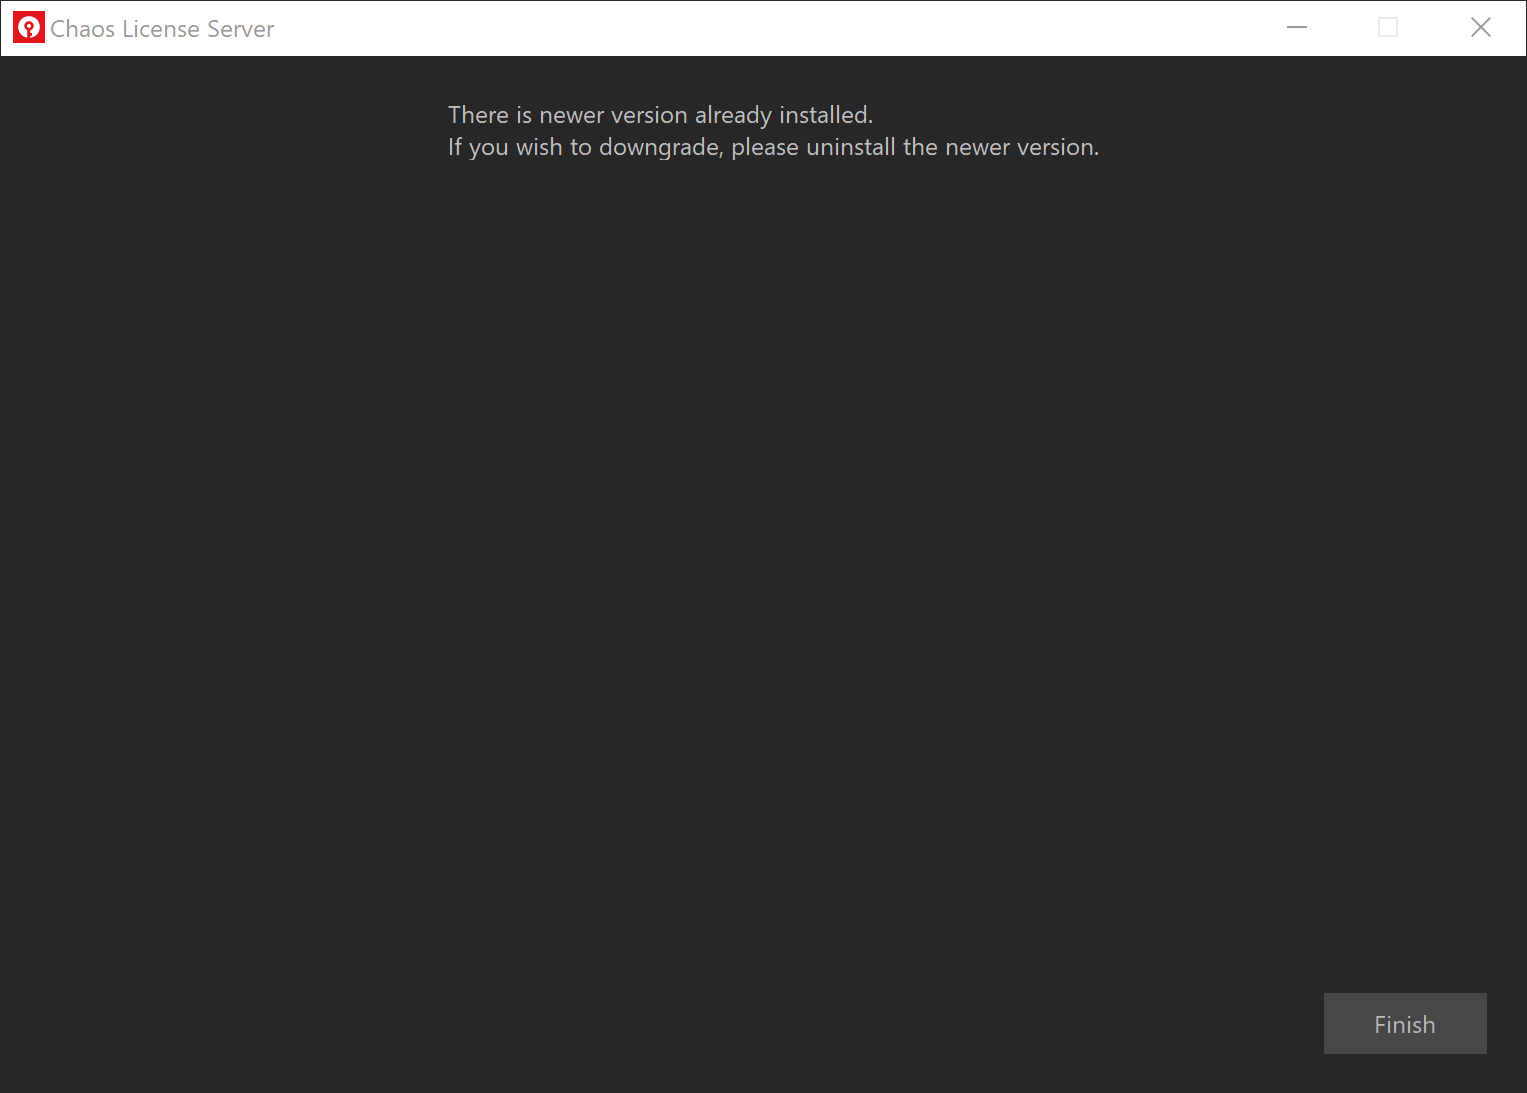 Chaos License Server
There is newer version already installed.
If you wish to downgrade, please uninstall the newer version.
Finish